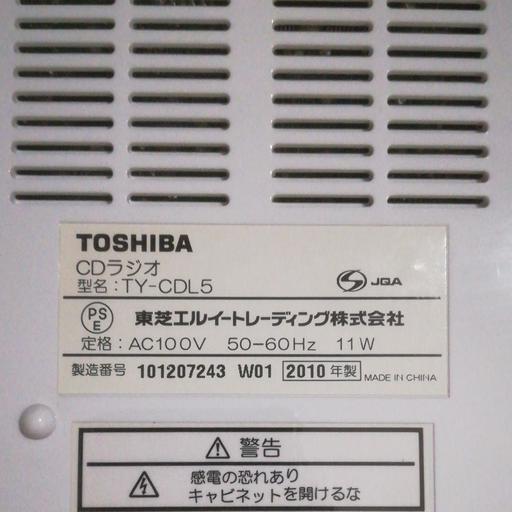 TOSHIBA
CDラジオ
型名：TY-CDL5
JQA
PSE
東芝エルイートレーディング株式会社
定格：AC100V 50-60Hz 11W
製造番号 101207243 W01 2010年製 MADE IN CHINA
⚠ 警告
感電の恐れあり
キャビネットを開けるな